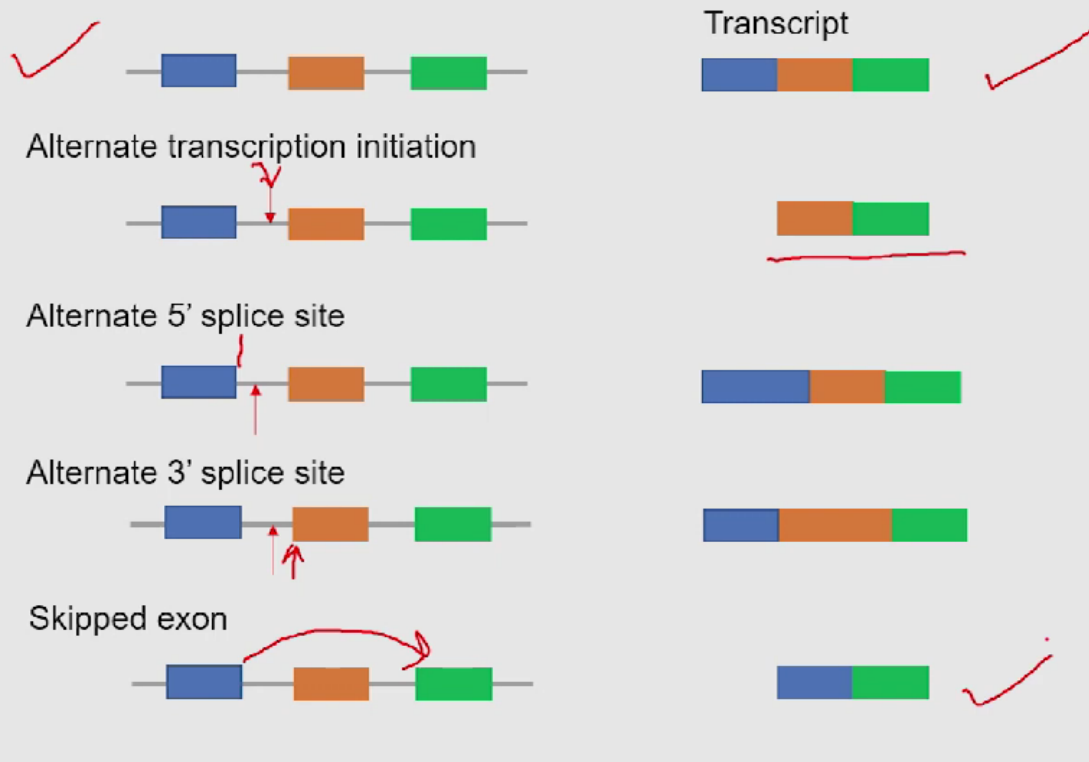 Transcript
Alternate transcription initiation
Alternate 5’ splice site
Alternate 3’ splice site
Skipped exon